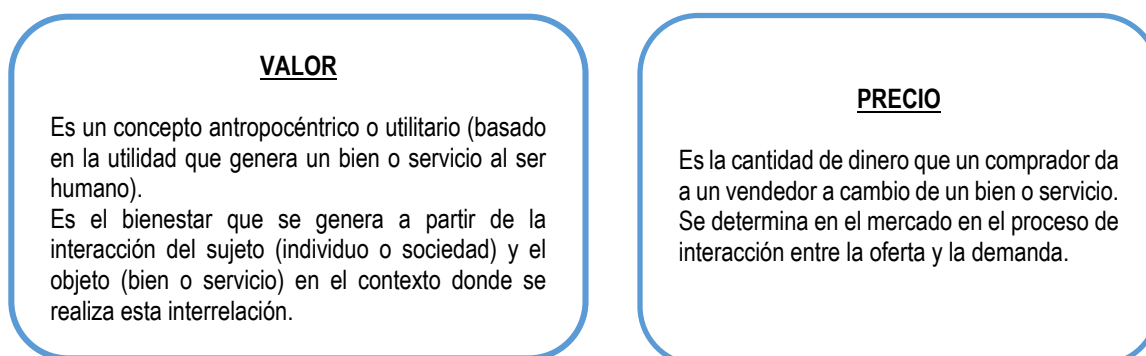 VALOR
Es un concepto antropocéntrico o utilitario (basado
en la utilidad que genera un bien o servicio al ser
humano).
Es el bienestar que se genera a partir de la
interacción del sujeto (individuo o sociedad) y el
objeto (bien o servicio) en el contexto donde se
realiza esta interrelación.
PRECIO
Es la cantidad de dinero que un comprador da
a un vendedor a cambio de un bien o servicio.
Se determina en el mercado en el proceso de
interacción entre la oferta y la demanda.